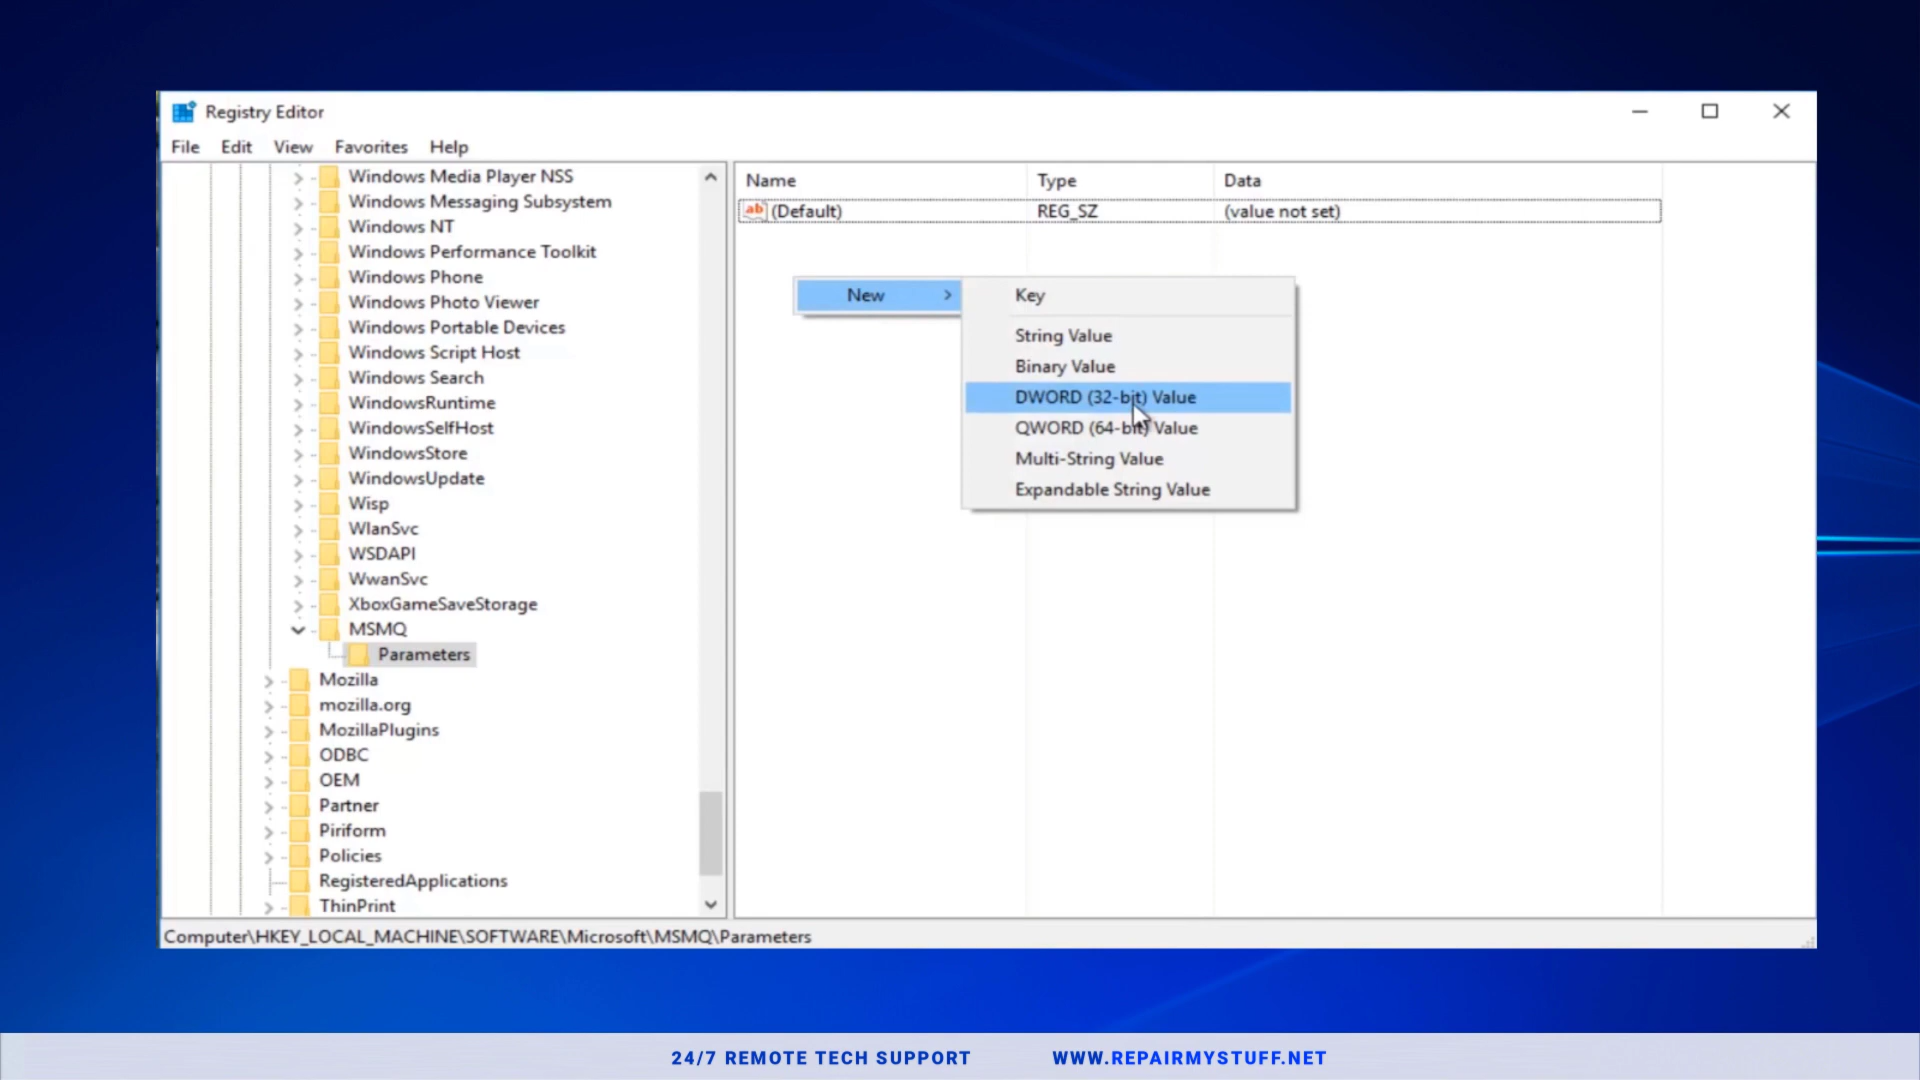 Registry Editor
File Edit View Favorites Help
Windows Media Player NSS
Windows Messaging Subsystem
Windows NT
Windows Performance Toolkit
Windows Phone
Windows Photo Viewer
Windows Portable Devices
Windows Script Host
Windows Search
WindowsRuntime
WindowsSelfHost
WindowsStore
WindowsUpdate
Wisp
WlanSvc
WSDAPI
WwanSvc
XboxGameSaveStorage
MSMQ
Parameters
Mozilla
mozilla.org
MozillaPlugins
ODBC
OEM
Partner
Piriform
Policies
RegisteredApplications
ThinPrint
Name Type Data
ab (Default) REG_SZ (value not set)
New
Key
String Value
Binary Value
DWORD (32-bit) Value
QWORD (64-bit) Value
Multi-String Value
Expandable String Value
Computer\HKEY_LOCAL_MACHINE\SOFTWARE\Microsoft\MSMQ\Parameters
24/7 REMOTE TECH SUPPORT WWW.REPAIRMYSTUFF.NET